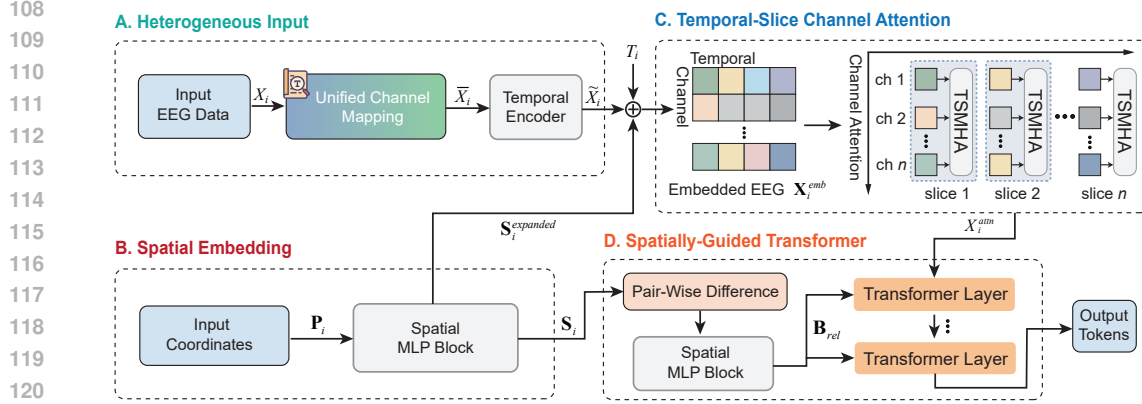 108
109
110
111
112
113
114
115
116
117
118
119
120
A. Heterogeneous Input
Input
EEG Data
X_i
T
Unified Channel
Mapping
X̅_i
Temporal
Encoder
X̃_i
T_i
S_i^{expanded}
B. Spatial Embedding
Input
Coordinates
P_i
Spatial
MLP Block
S_i
C. Temporal-Slice Channel Attention
Temporal
Channel
Embedded EEG X_i^{emb}
Channel Attention
ch 1
ch 2
ch n
TSMHA
TSMHA
TSMHA
slice 1
slice 2
slice n
X_i^{attn}
D. Spatially-Guided Transformer
Pair-Wise Difference
Spatial
MLP Block
B_{rel}
Transformer Layer
Transformer Layer
Output
Tokens